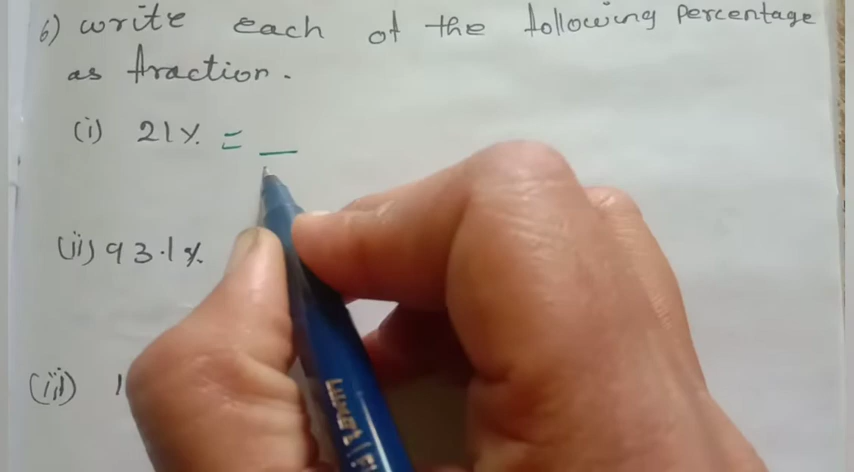 6) write each of the following percentage
as fraction.
(i) 21% =
(ii) 93.1%
(iii) 1